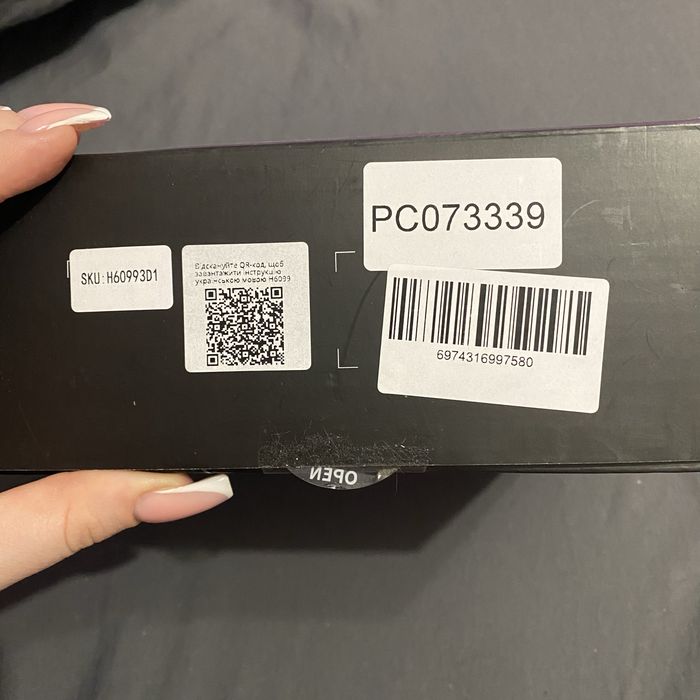 PC073339
SKU:H60993D1
Відскануйте QR-код, щоб
завантажити інструкцію
українською мовою H6099
6974316997580
OPEN